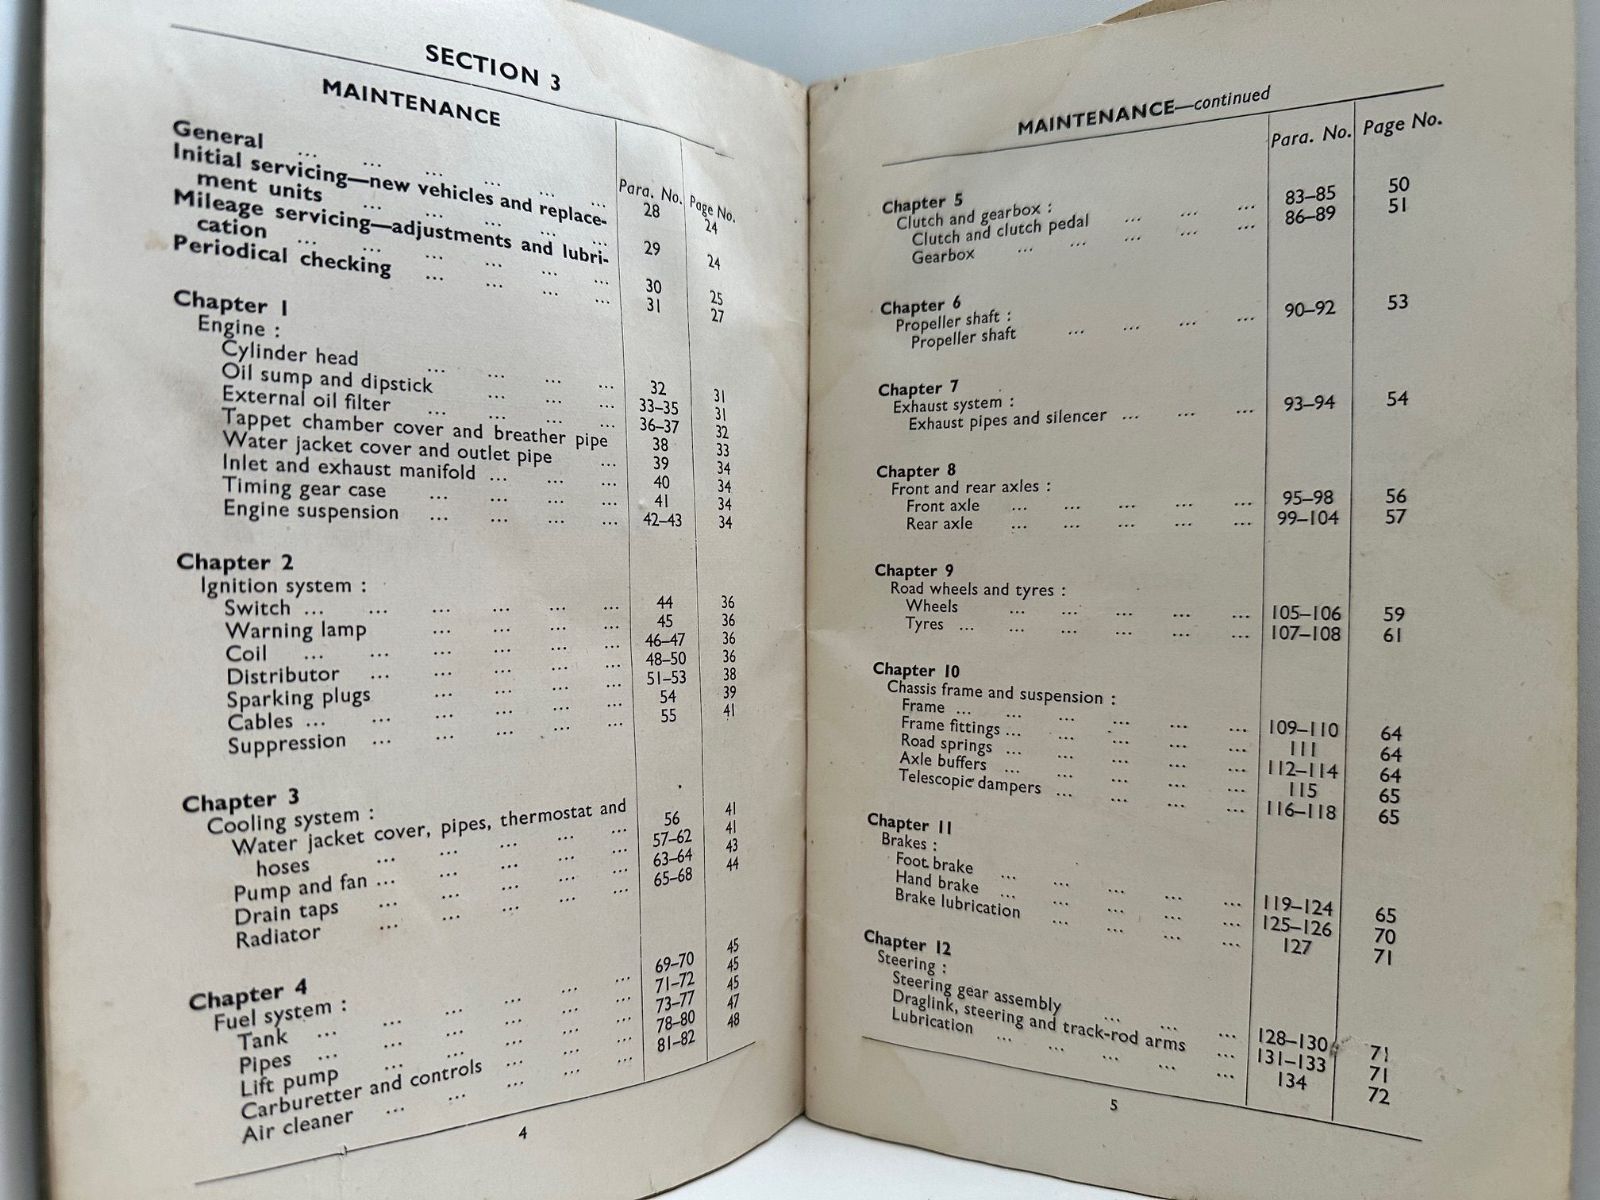 SECTION 3
MAINTENANCE
Para. No. Page No.
General ... ... ... ... ... ... 28 24
Initial servicing—new vehicles and replace-
ment units ... ... ... ... ... 29 24
Mileage servicing—adjustments and lubri-
cation ... ... ... ... ... ... 30 25
Periodical checking ... ... ... ... 31 27
Chapter 1
Engine :
Cylinder head ... ... ... ... 32 31
Oil sump and dipstick ... ... ... 33–35 31
External oil filter ... ... ... ... 36–37 32
Tappet chamber cover and breather pipe 38 33
Water jacket cover and outlet pipe ... 39 34
Inlet and exhaust manifold ... ... ... 40 34
Timing gear case ... ... ... ... 41 34
Engine suspension ... ... ... ... 42–43 34
Chapter 2
Ignition system :
Switch ... ... ... ... ... ... 44 36
Warning lamp ... ... ... ... 45 36
Coil ... ... ... ... ... ... 46–47 36
Distributor ... ... ... ... ... 48–50 36
Sparking plugs ... ... ... ... 51–53 38
Cables ... ... ... ... ... ... 54 39
Suppression ... ... ... ... ... 55 41
Chapter 3
Cooling system :
Water jacket cover, pipes, thermostat and
hoses ... ... ... ... ... 56 41
Pump and fan ... ... ... ... ... 57–62 41
Drain taps ... ... ... ... ... 63–64 43
Radiator ... ... ... ... ... 65–68 44
Chapter 4
Fuel system :
Tank ... ... ... ... ... ... 69–70 45
Pipes ... ... ... ... ... ... 71–72 45
Lift pump ... ... ... ... ... 73–77 45
Carburetter and controls ... ... ... 78–80 47
Air cleaner ... ... ... ... ... 81–82 48
4
MAINTENANCE—continued
Para. No. Page No.
Chapter 5
Clutch and gearbox :
Clutch and clutch pedal ... ... ... 83–85 50
Gearbox ... ... ... ... ... 86–89 51
Chapter 6
Propeller shaft :
Propeller shaft ... ... ... ... 90–92 53
Chapter 7
Exhaust system :
Exhaust pipes and silencer ... ... ... 93–94 54
Chapter 8
Front and rear axles :
Front axle ... ... ... ... ... 95–98 56
Rear axle ... ... ... ... ... 99–104 57
Chapter 9
Road wheels and tyres :
Wheels ... ... ... ... ... 105–106 59
Tyres ... ... ... ... ... ... 107–108 61
Chapter 10
Chassis frame and suspension :
Frame ... ... ... ... ... ... 109–110 64
Frame fittings ... ... ... ... ... 111 64
Road springs ... ... ... ... ... 112–114 64
Axle buffers ... ... ... ... ... 115 65
Telescopic dampers ... ... ... ... 116–118 65
Chapter 11
Brakes :
Foot brake ... ... ... ... ... 119–124 65
Hand brake ... ... ... ... ... 125–126 70
Brake lubrication ... ... ... ... 127 71
Chapter 12
Steering :
Steering gear assembly ... ... ... 128–130 71
Draglink, steering and track-rod arms ... 131–133 71
Lubrication ... ... ... ... ... 134 72
5